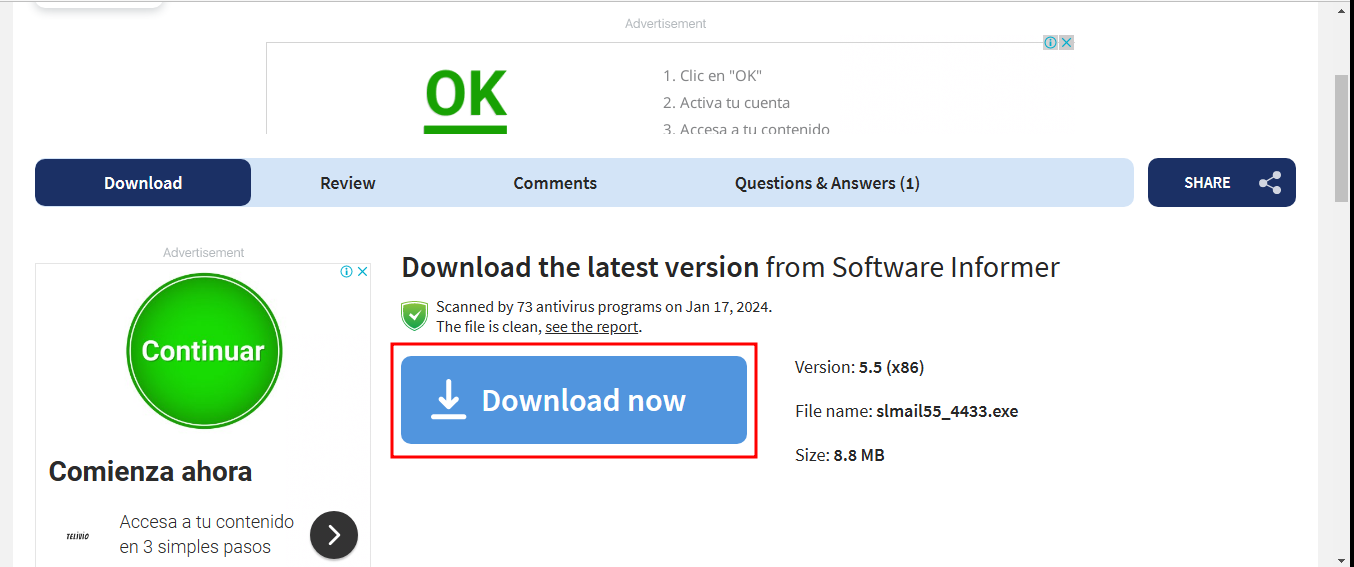 Advertisement
OK
1. Clic en "OK"
2. Activa tu cuenta
3. Accesa a tu contenido
Download
Review
Comments
Questions & Answers (1)
SHARE
Advertisement
Continuar
Comienza ahora
TELIVIO
Accesa a tu contenido
en 3 simples pasos
Download the latest version from Software Informer
Scanned by 73 antivirus programs on Jan 17, 2024.
The file is clean, see the report.
Download now
Version: 5.5 (x86)
File name: slmail55_4433.exe
Size: 8.8 MB